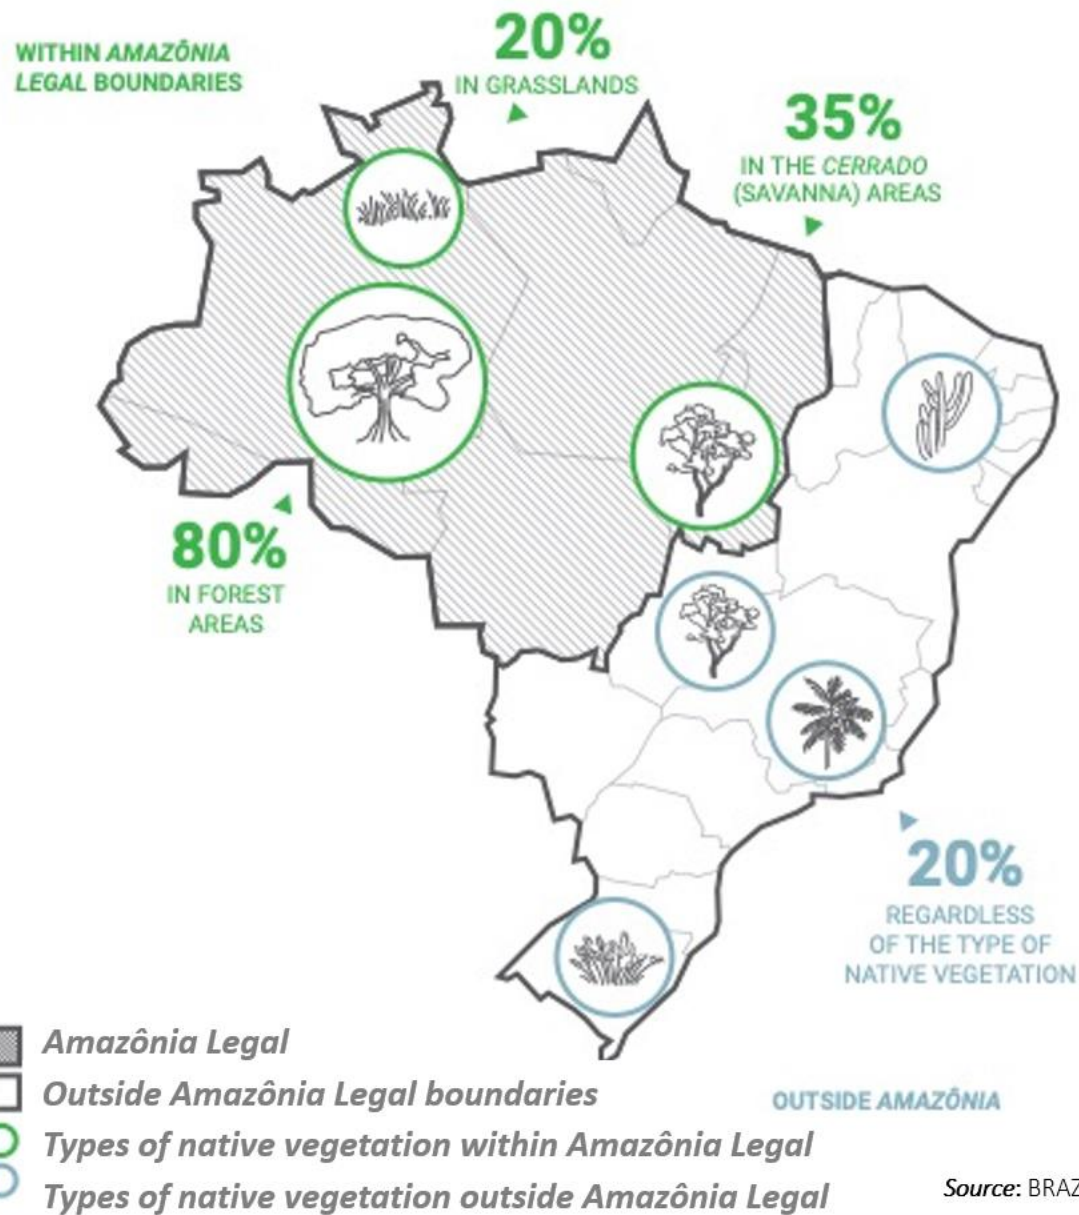 WITHIN AMAZÔNIA
LEGAL BOUNDARIES
20%
IN GRASSLANDS
35%
IN THE CERRADO
(SAVANNA) AREAS
80%
IN FOREST
AREAS
20%
REGARDLESS
OF THE TYPE OF
NATIVE VEGETATION
OUTSIDE AMAZÔNIA
Amazônia Legal
Outside Amazônia Legal boundaries
Types of native vegetation within Amazônia Legal
Types of native vegetation outside Amazônia Legal
Source: BRAZ